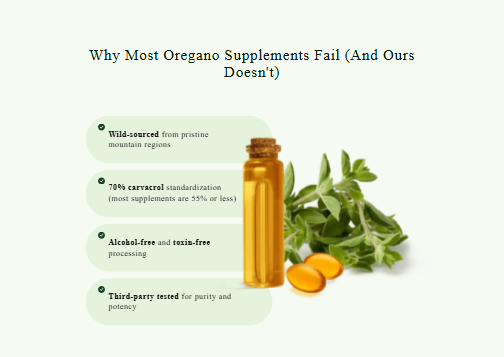 Why Most Oregano Supplements Fail (And Ours
Doesn't)
Wild-sourced from pristine
mountain regions
70% carvacrol standardization
(most supplements are 55% or less)
Alcohol-free and toxin-free
processing
Third-party tested for purity and
potency